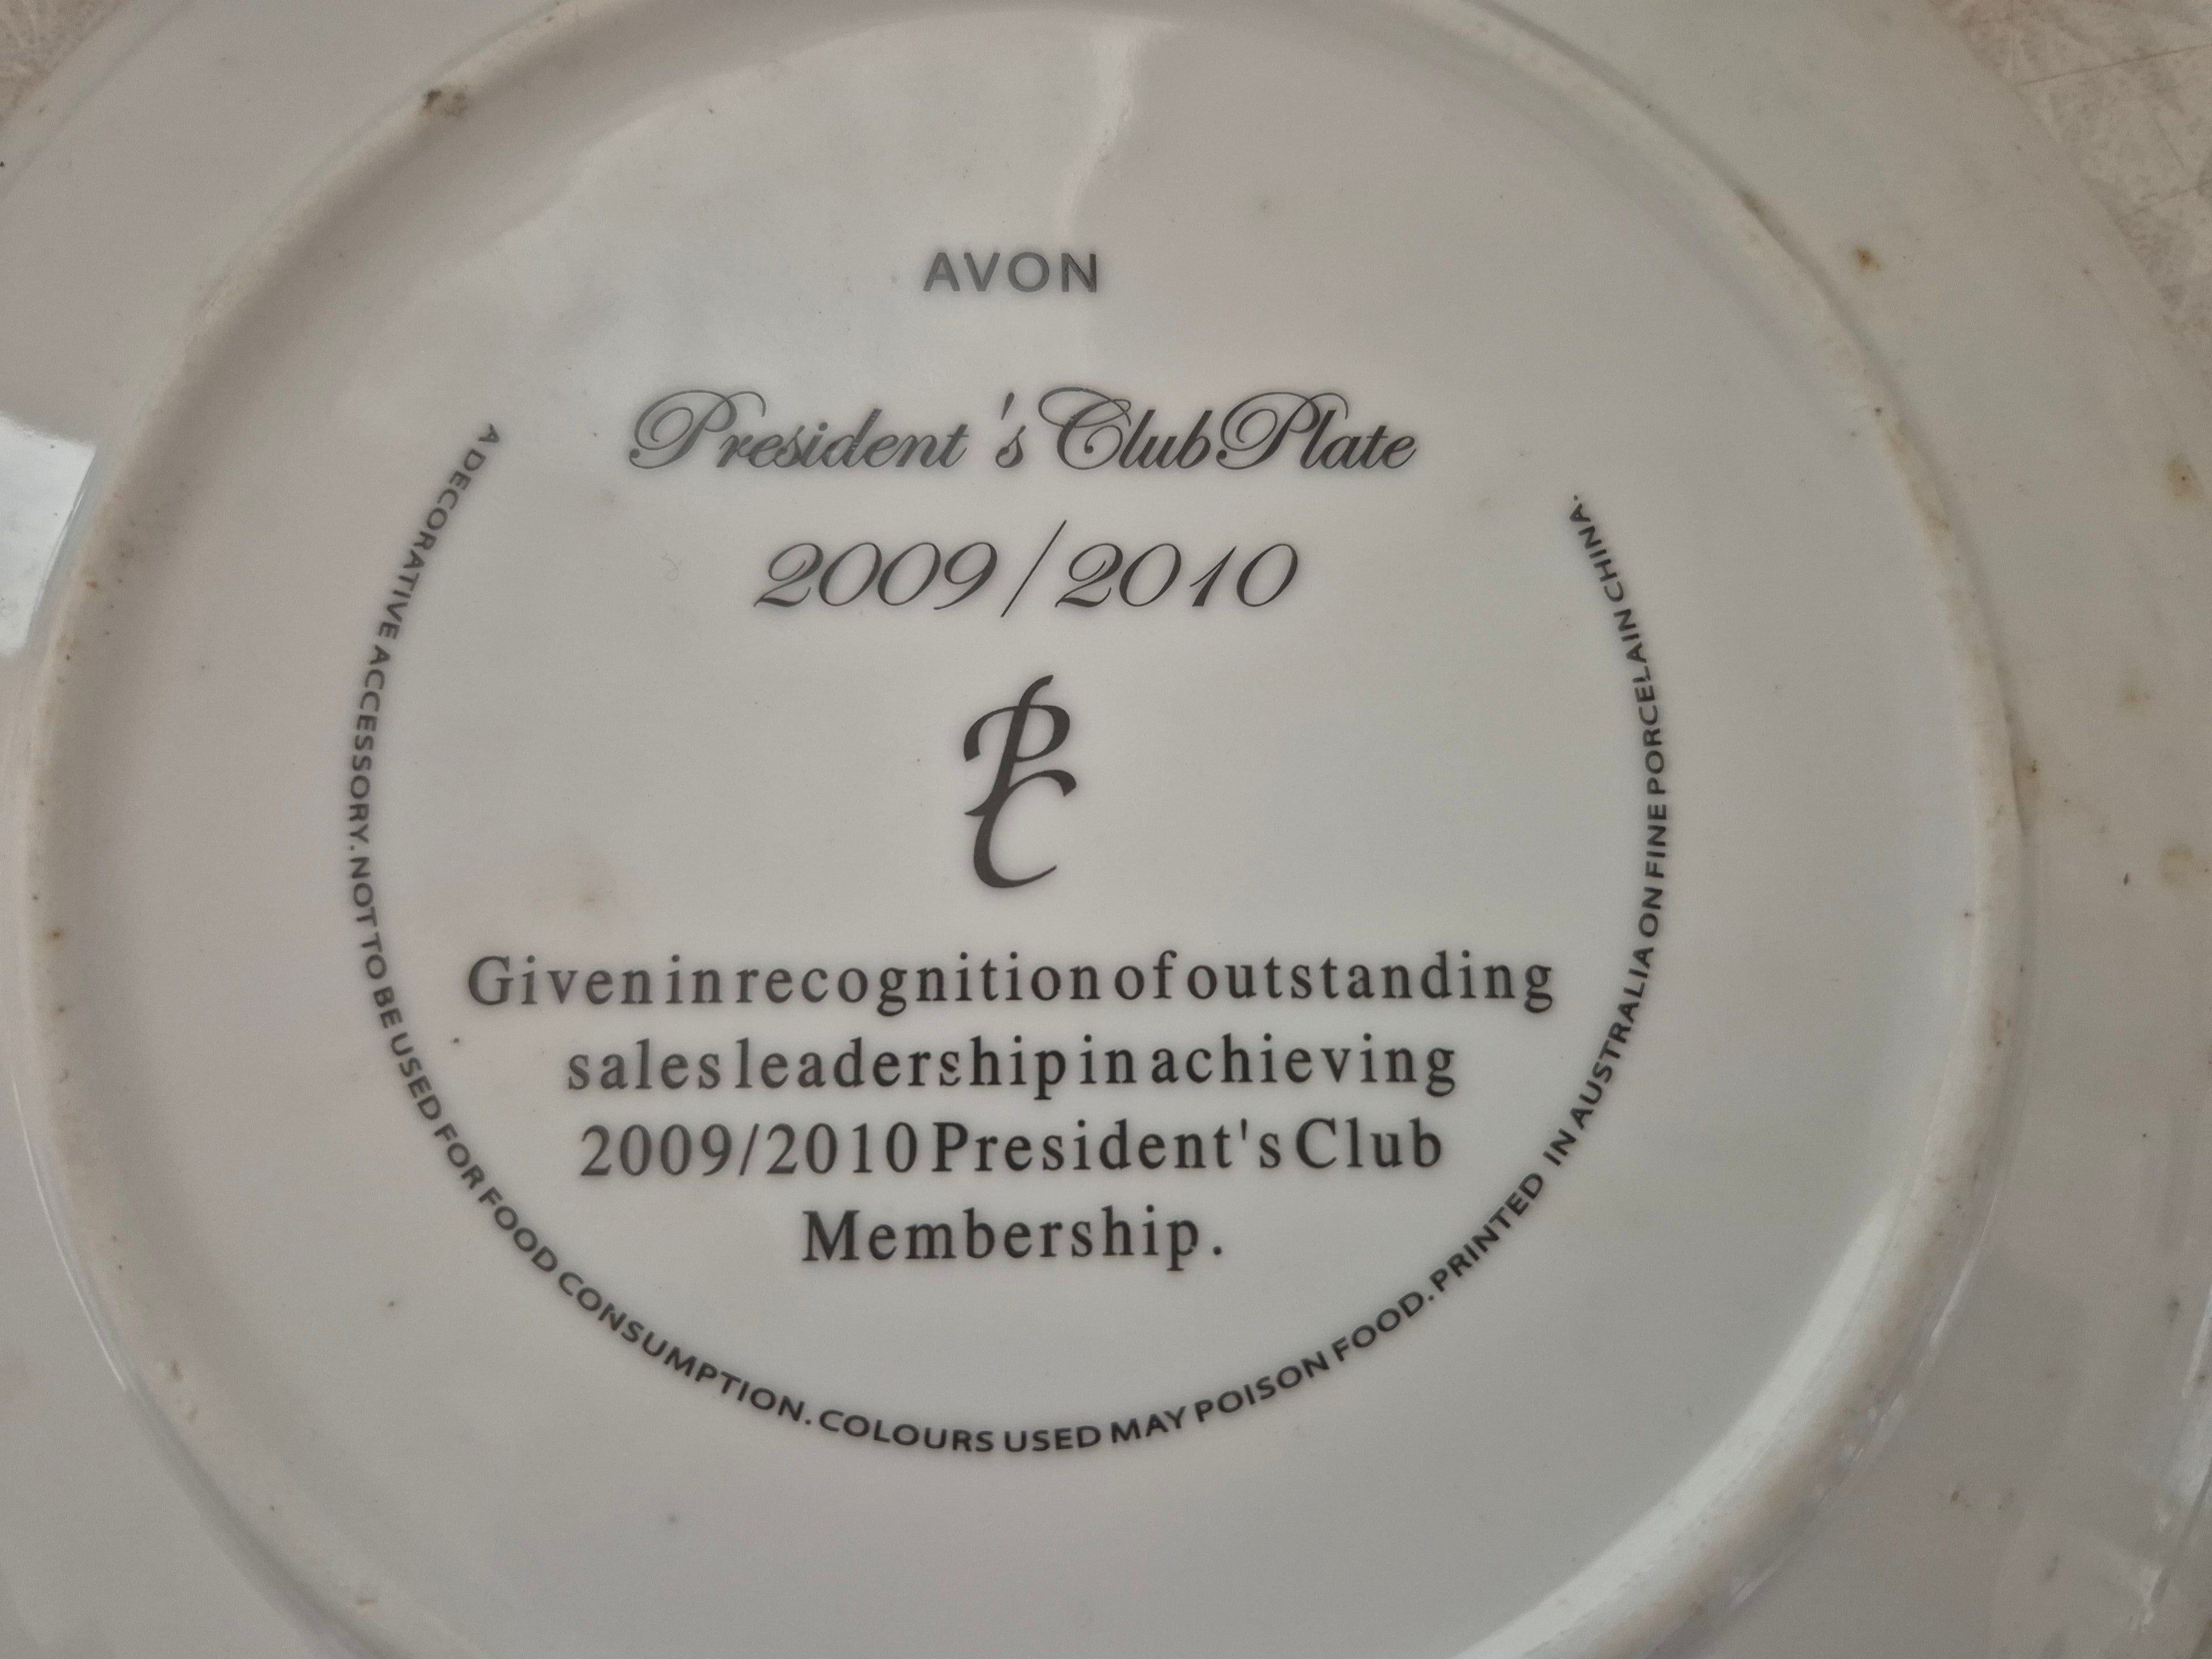 AVON
President's Club Plate
2009/2010
PC
Given in recognition of outstanding
sales leadership in achieving
2009/2010 President's Club
Membership.
A DECORATIVE ACCESSORY. NOT TO BE USED FOR FOOD CONSUMPTION. COLOURS USED MAY POISON FOOD. PRINTED IN AUSTRALIA ON FINE PORCELAIN CHINA.